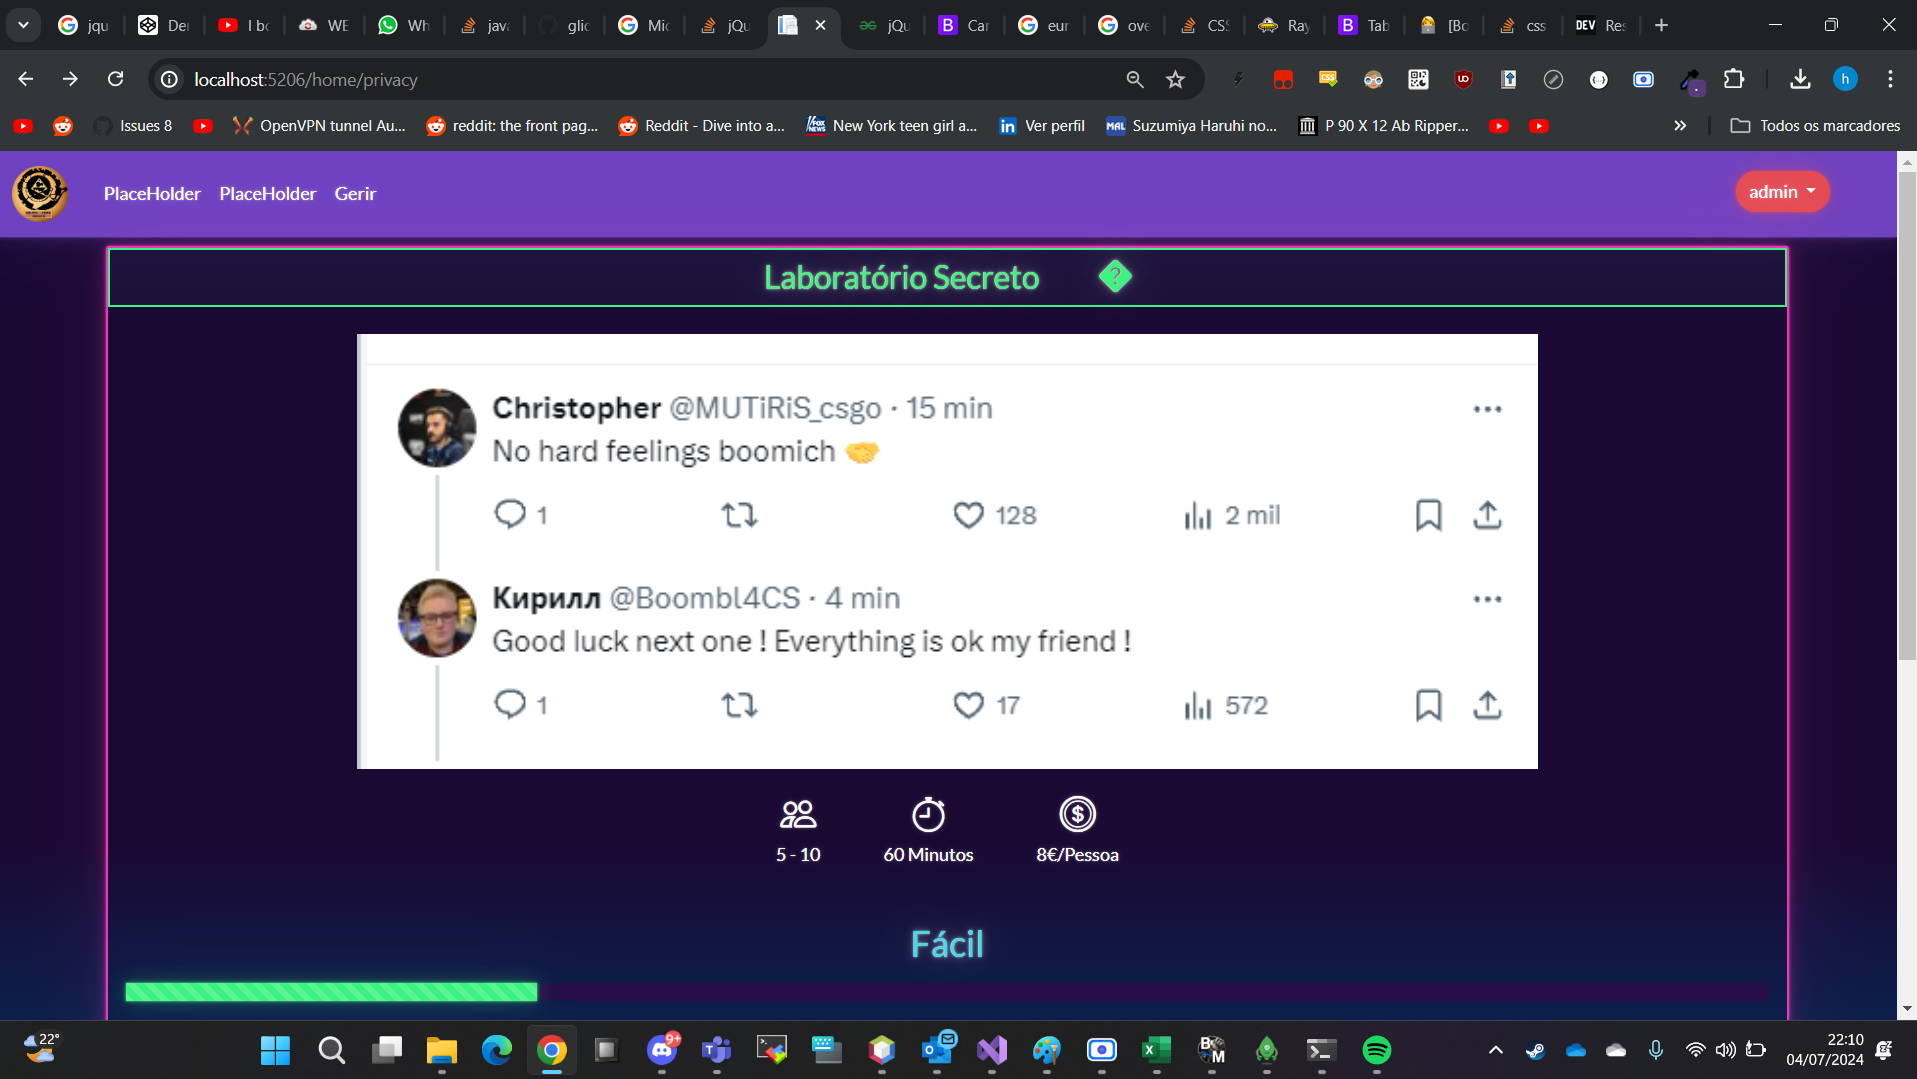 jqu
Der
I bo
WE
Wh
java
glic
Mic
jQu
jQu
Car
eur
ove
CSS
Ray
Tab
[Bo
css
DEV
Res
localhost:5206/home/privacy
Issues 8
OpenVPN tunnel Au...
reddit: the front pag...
Reddit - Dive into a...
New York teen girl a...
Ver perfil
Suzumiya Haruhi no...
P 90 X 12 Ab Ripper...
Todos os marcadores
PlaceHolder PlaceHolder Gerir
admin
Laboratório Secreto
?
Christopher @MUTiRiS_csgo · 15 min
No hard feelings boomich
1 128 2 mil
Кирилл @Boombl4CS · 4 min
Good luck next one ! Everything is ok my friend !
1 17 572
5 - 10 60 Minutos 8€/Pessoa
Fácil
22°
9+
22:10
04/07/2024